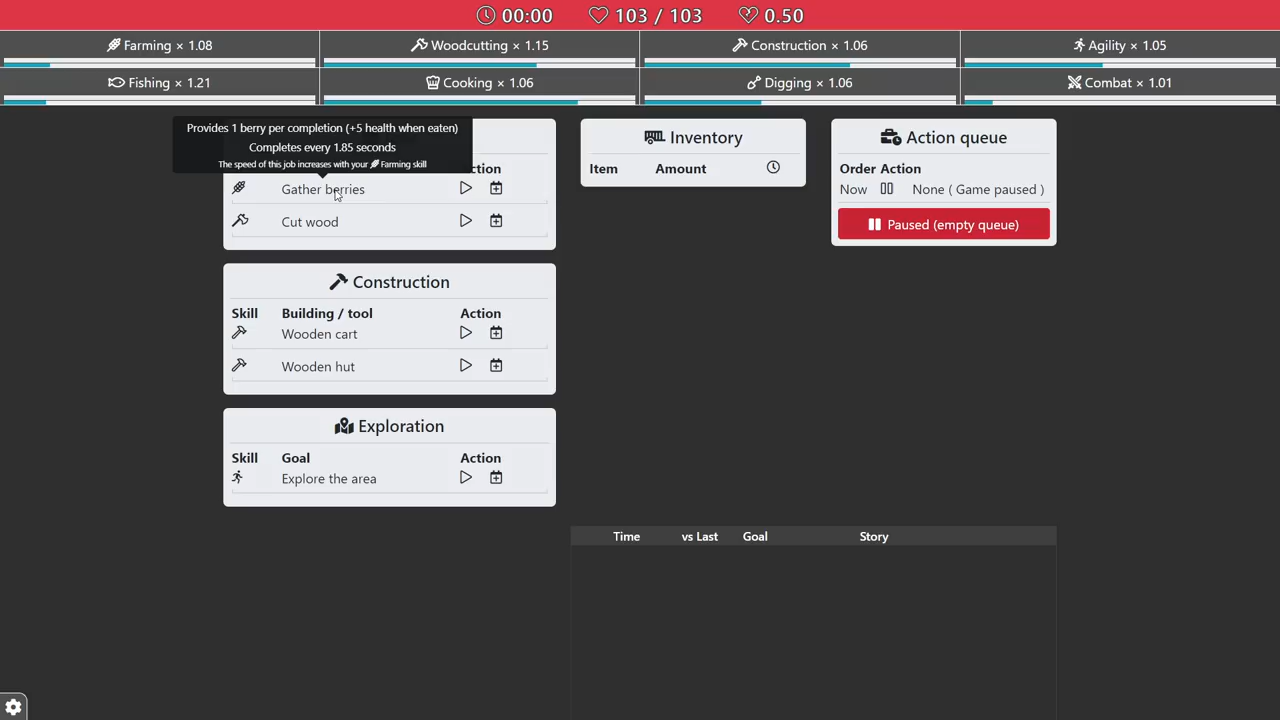 00:00 103 / 103 0.50
Farming × 1.08 Woodcutting × 1.15 Construction × 1.06 Agility × 1.05
Fishing × 1.21 Cooking × 1.06 Digging × 1.06 Combat × 1.01
Provides 1 berry per completion (+5 health when eaten)
Completes every 1.85 seconds
The speed of this job increases with your Farming skill
Gather berries
Cut wood
Construction
Skill Building / tool Action
Wooden cart
Wooden hut
Exploration
Skill Goal Action
Explore the area
Inventory
Item Amount
Action queue
Order Action
Now None ( Game paused )
Paused (empty queue)
Time vs Last Goal Story